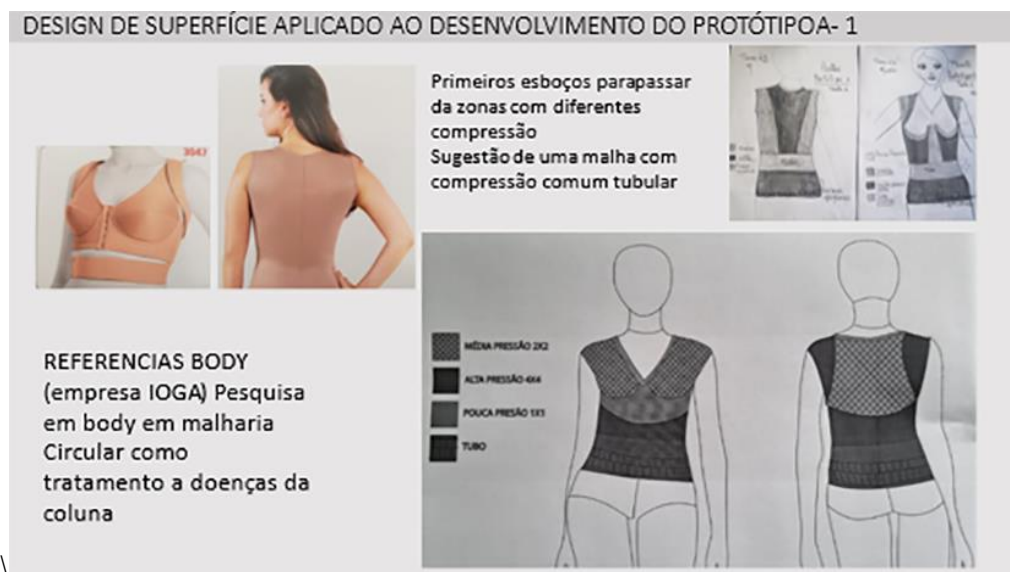 DESIGN DE SUPERFÍCIE APLICADO AO DESENVOLVIMENTO DO PROTÓTIPOA- 1
Primeiros esboços parapassar
da zonas com diferentes
compressão
Sugestão de uma malha com
compressão comum tubular
3047
MÉDIA PRESSÃO 2X2
ALTA PRESSÃO 4X4
POUCA PRESÃO 1X1
TUBO
REFERENCIAS BODY
(empresa IOGA) Pesquisa
em body em malharia
Circular como
tratamento a doenças da
coluna
\